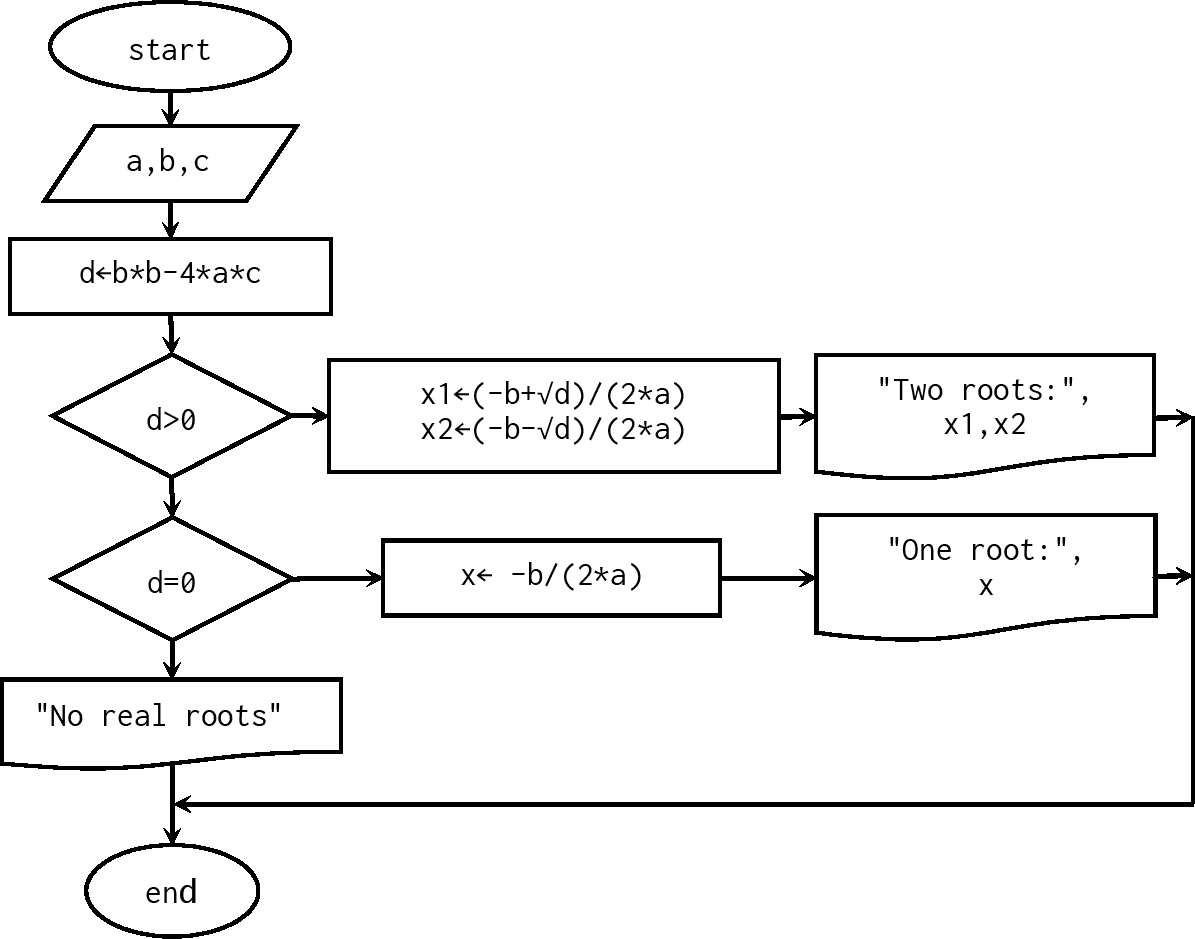 start
a,b,c
d←b*b-4*a*c
d>0
x1←(-b+√d)/(2*a)
x2←(-b-√d)/(2*a)
"Two roots:",
x1,x2
d=0
x← -b/(2*a)
"One root:",
x
"No real roots"
end